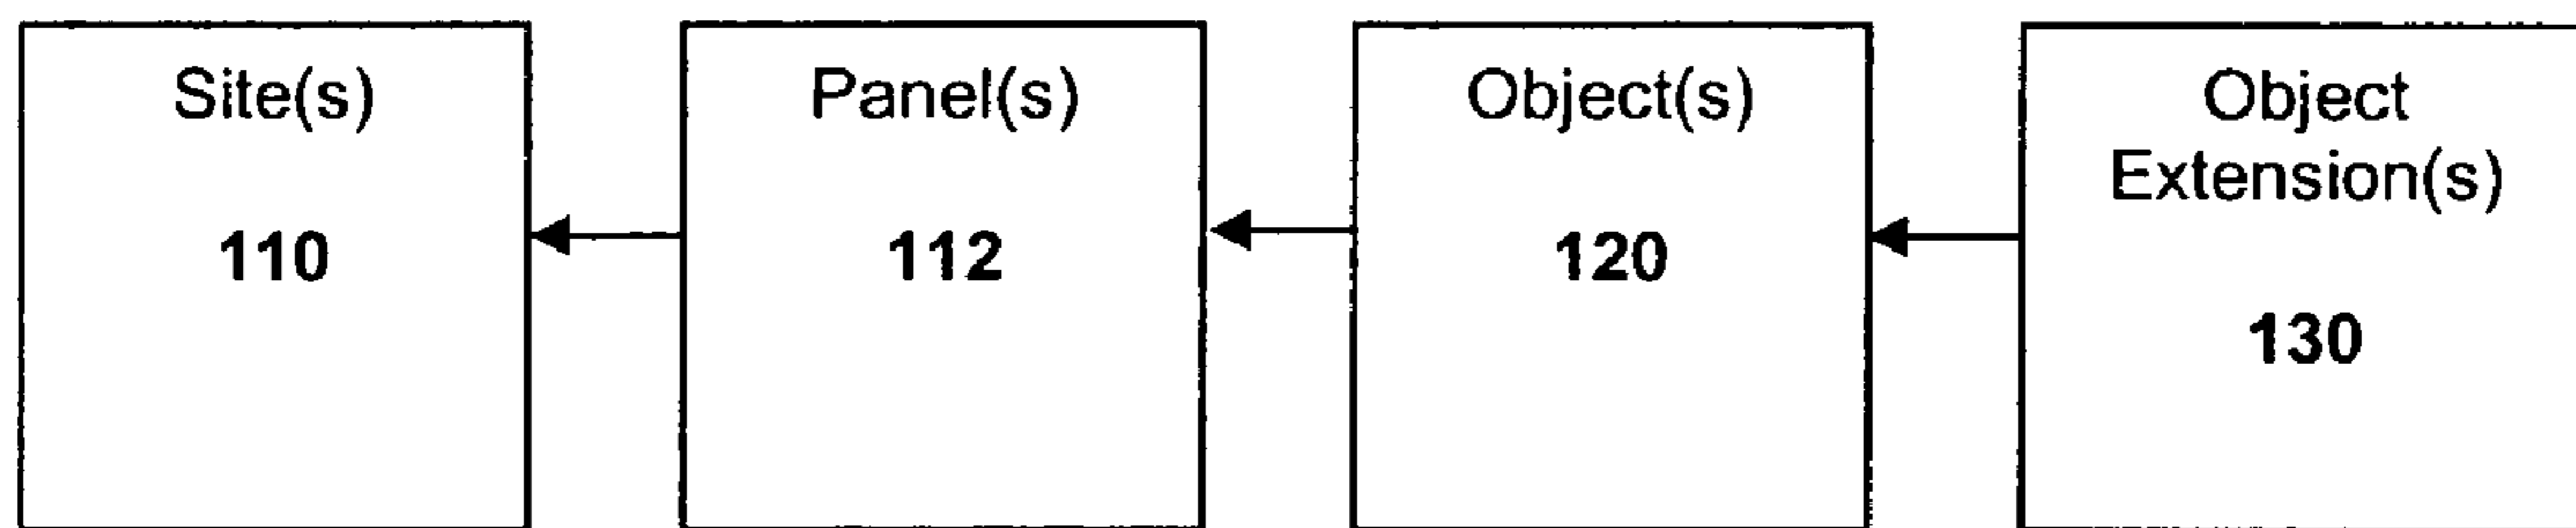 Site(s)
110
Panel(s)
112
Object(s)
120
Object
Extension(s)
130